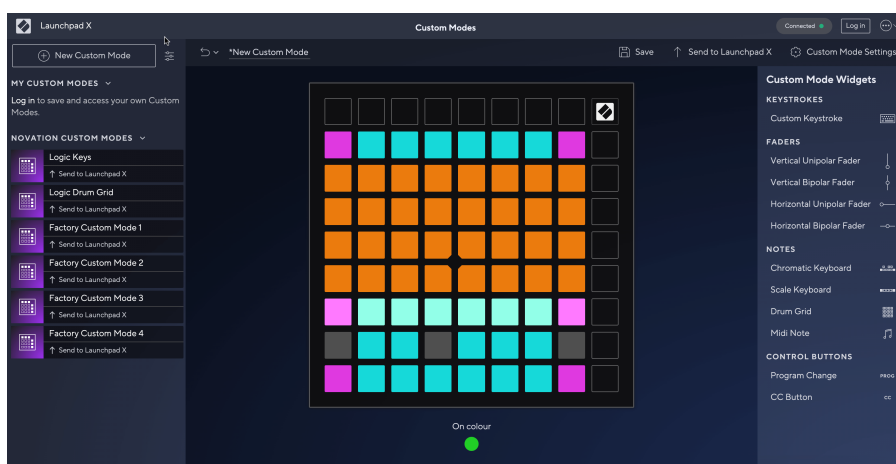 Launchpad X
Custom Modes
Connected
Log in
New Custom Mode
*New Custom Mode
Save
Send to Launchpad X
Custom Mode Settings
MY CUSTOM MODES
Log in to save and access your own Custom
Modes.
NOVATION CUSTOM MODES
Logic Keys
Send to Launchpad X
Logic Drum Grid
Send to Launchpad X
Factory Custom Mode 1
Send to Launchpad X
Factory Custom Mode 2
Send to Launchpad X
Factory Custom Mode 3
Send to Launchpad X
Factory Custom Mode 4
Send to Launchpad X
On colour
Custom Mode Widgets
KEYSTROKES
Custom Keystroke
FADERS
Vertical Unipolar Fader
Vertical Bipolar Fader
Horizontal Unipolar Fader
Horizontal Bipolar Fader
NOTES
Chromatic Keyboard
Scale Keyboard
Drum Grid
Midi Note
CONTROL BUTTONS
Program Change PROG
CC Button CC